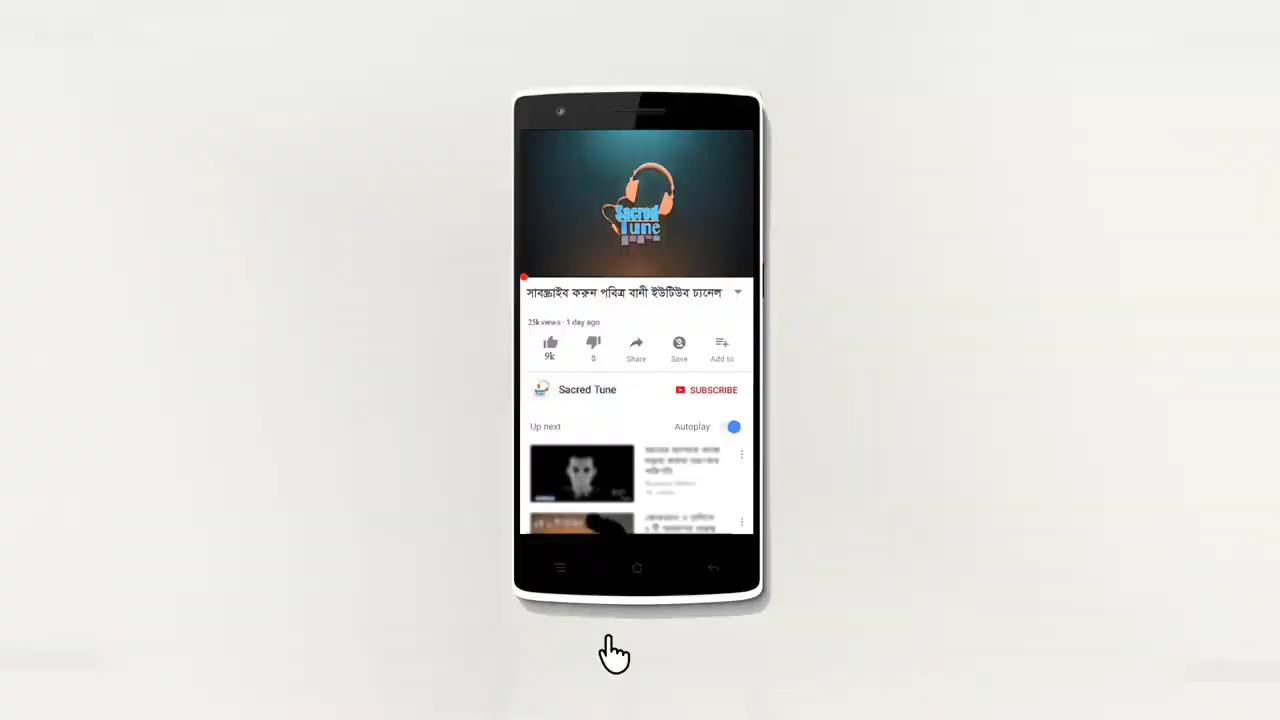 Sacred
Tune
সাবস্ক্রাইব করুন পবিত্র বানী ইউটিউব চ্যনেল
25k views · 1 day ago
9k
0
Share
Save
Add to
Sacred Tune
SUBSCRIBE
Up next
Autoplay